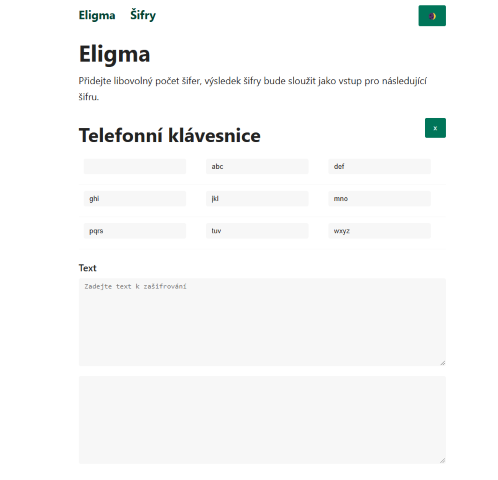 Eligma Šifry
Eligma
Přidejte libovolný počet šifer, výsledek šifry bude sloužit jako vstup pro následující
šifru.
Telefonní klávesnice
x
abc def
ghi jkl mno
pqrs tuv wxyz
Text
Zadejte text k zašifrování